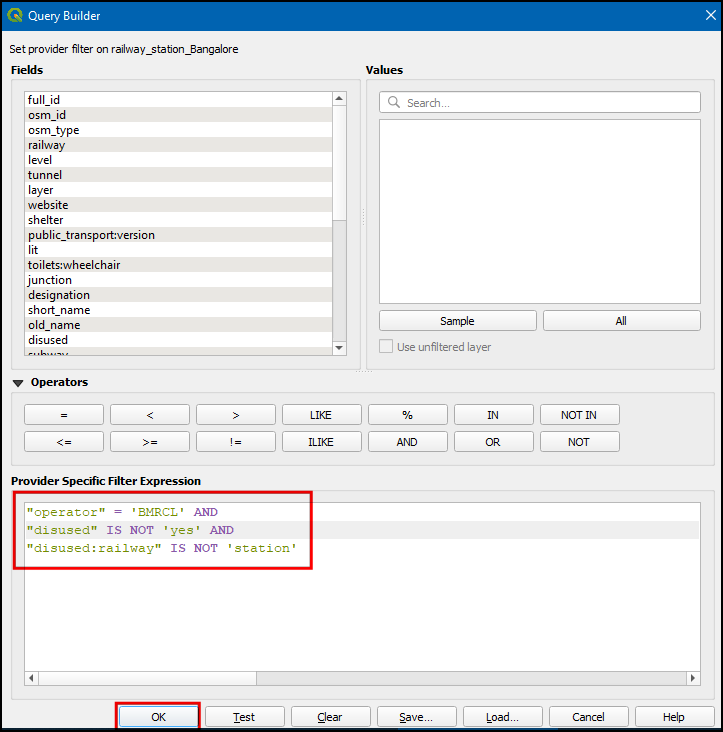 Query Builder
Set provider filter on railway_station_Bangalore
Fields
Values
full_id
osm_id
osm_type
railway
level
tunnel
layer
website
shelter
public_transport:version
lit
toilets:wheelchair
junction
designation
short_name
old_name
disused
subway
Search...
Sample
All
Use unfiltered layer
Operators
= < > LIKE % IN NOT IN
<= >= != ILIKE AND OR NOT
Provider Specific Filter Expression
"operator" = 'BMRCL' AND
"disused" IS NOT 'yes' AND
"disused:railway" IS NOT 'station'
OK Test Clear Save... Load... Cancel Help